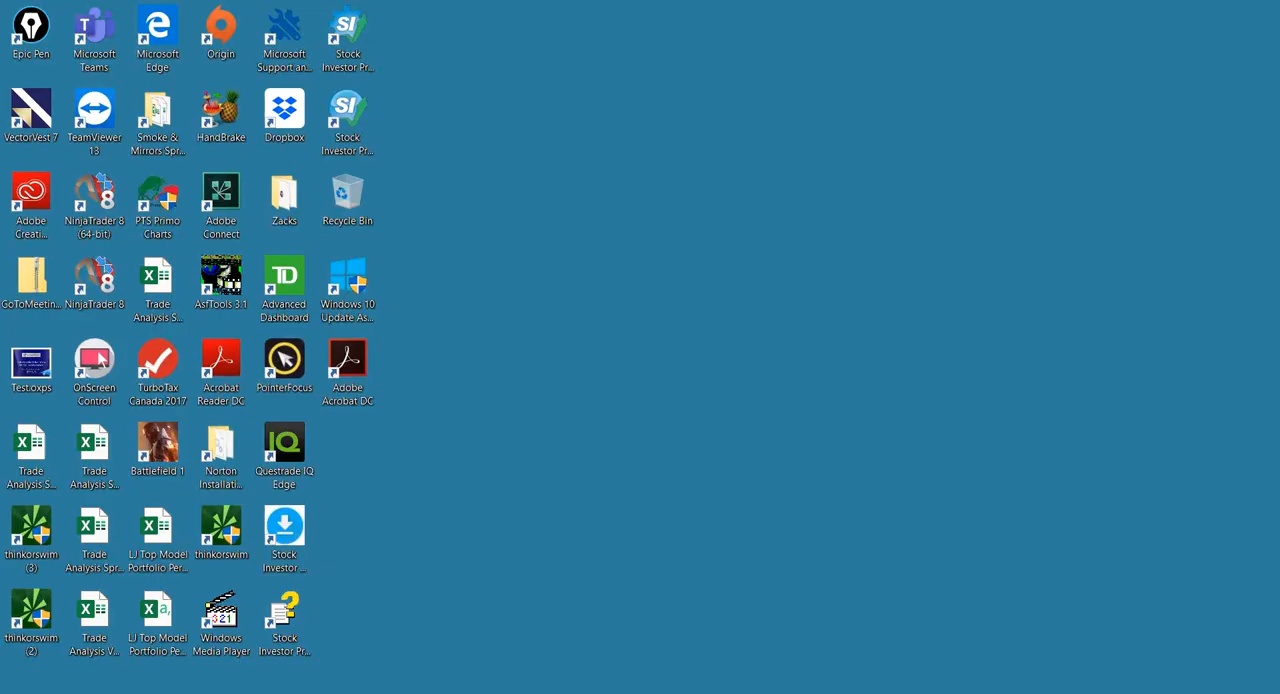 Epic Pen
Microsoft
Teams
Microsoft
Edge
Origin
Microsoft
Support an...
Stock
Investor Pr...
VectorVest 7
TeamViewer
13
Smoke &
Mirrors Spr...
HandBrake
Dropbox
Stock
Investor Pr...
Adobe
Creati...
NinjaTrader 8
(64-bit)
PTS Primo
Charts
Adobe
Connect
Zacks
Recycle Bin
GoToMeetin...
NinjaTrader 8
Trade
Analysis S...
AsfTools 3.1
Advanced
Dashboard
Windows 10
Update As...
Test.oxps
OnScreen
Control
TurboTax
Canada 2017
Acrobat
Reader DC
PointerFocus
Adobe
Acrobat DC
Trade
Analysis S...
Trade
Analysis S...
Battlefield 1
Norton
Installati...
Questrade IQ
Edge
thinkorswim
(3)
Trade
Analysis Spr...
LJ Top Model
Portfolio Per...
thinkorswim
Stock
Investor ...
thinkorswim
(2)
Trade
Analysis V...
LJ Top Model
Portfolio Pe...
Windows
Media Player
Stock
Investor Pr...